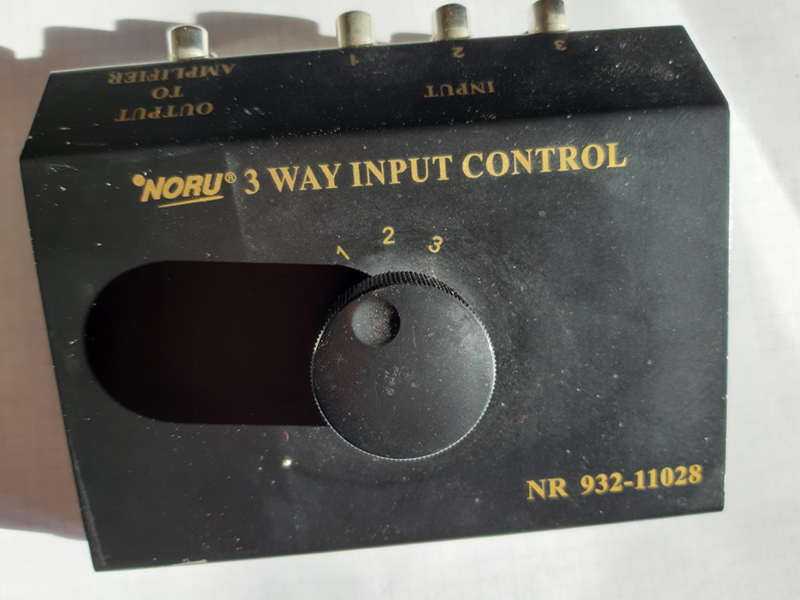 OUTPUT
TO
AMPLIFIER
INPUT
1 2 3
NORU® 3 WAY INPUT CONTROL
1 2 3
NR 932-11028